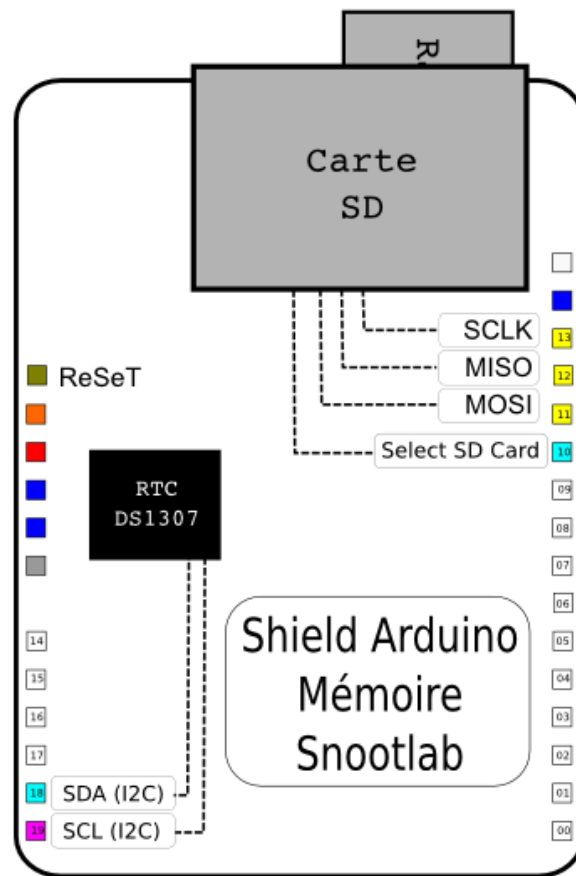 Carte
SD
SCLK
13
MISO
12
MOSI
11
Select SD Card
10
ReSeT
RTC
DS1307
09
08
07
06
05
04
03
02
01
00
Shield Arduino
Mémoire
Snootlab
14
15
16
17
18
SDA (I2C)
19
SCL (I2C)